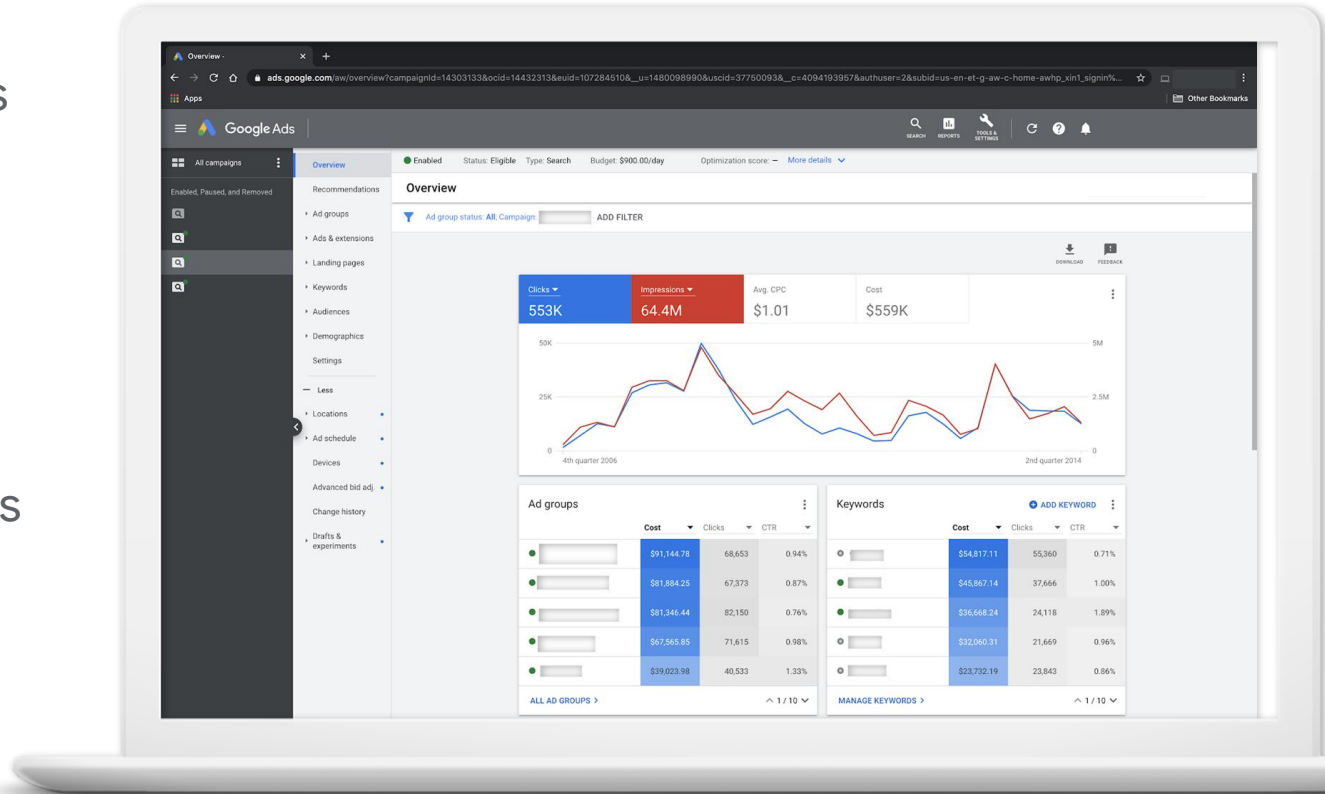 s
s
Overview -
ads.google.com/aw/overview?campaignId=14303133&ocid=14432313&euid=107284510&__u=1480098990&uscid=37750093&__c=4094193957&authuser=2&subid=us-en-et-g-aw-c-home-awhp_xin1_signin%...
Apps
Other Bookmarks
Google Ads
SEARCH REPORTS TOOLS & SETTINGS
All campaigns
Enabled, Paused, and Removed
Overview
Recommendations
Ad groups
Ads & extensions
Landing pages
Keywords
Audiences
Demographics
Settings
Less
Locations
Ad schedule
Devices
Advanced bid adj.
Change history
Drafts &
experiments
Enabled Status: Eligible Type: Search Budget: $900.00/day Optimization score: – More details
Overview
Ad group status: All; Campaign: ADD FILTER
DOWNLOAD FEEDBACK
Clicks Impressions Avg. CPC Cost
553K 64.4M $1.01 $559K
50K 5M
25K 2.5M
0 0
4th quarter 2006 2nd quarter 2014
Ad groups
Cost Clicks CTR
$91,144.78 68,653 0.94%
$81,884.25 67,373 0.87%
$81,346.44 82,150 0.76%
$67,565.85 71,615 0.98%
$39,023.98 40,533 1.33%
ALL AD GROUPS > 1 / 10
Keywords ADD KEYWORD
Cost Clicks CTR
$54,817.11 55,360 0.71%
$45,867.14 37,666 1.00%
$36,668.24 24,118 1.89%
$32,060.31 21,669 0.96%
$23,732.19 23,843 0.86%
MANAGE KEYWORDS > 1 / 10